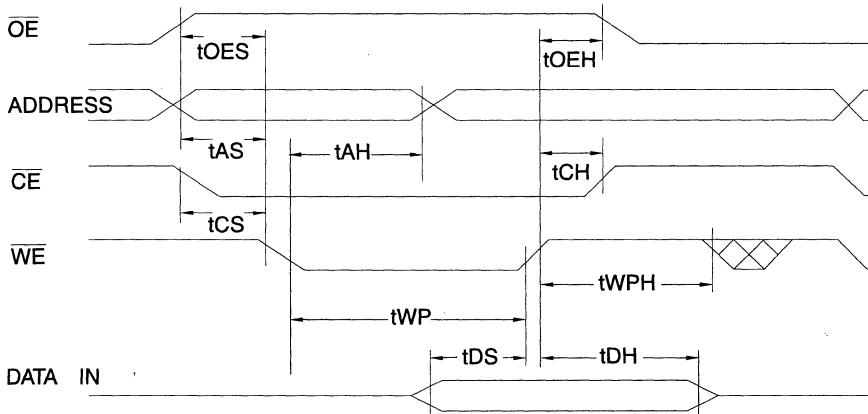 OE
tOES
tOEH
ADDRESS
tAS
tAH
tCH
CE
tCS
WE
tWPH
tWP
tDS
tDH
DATA IN